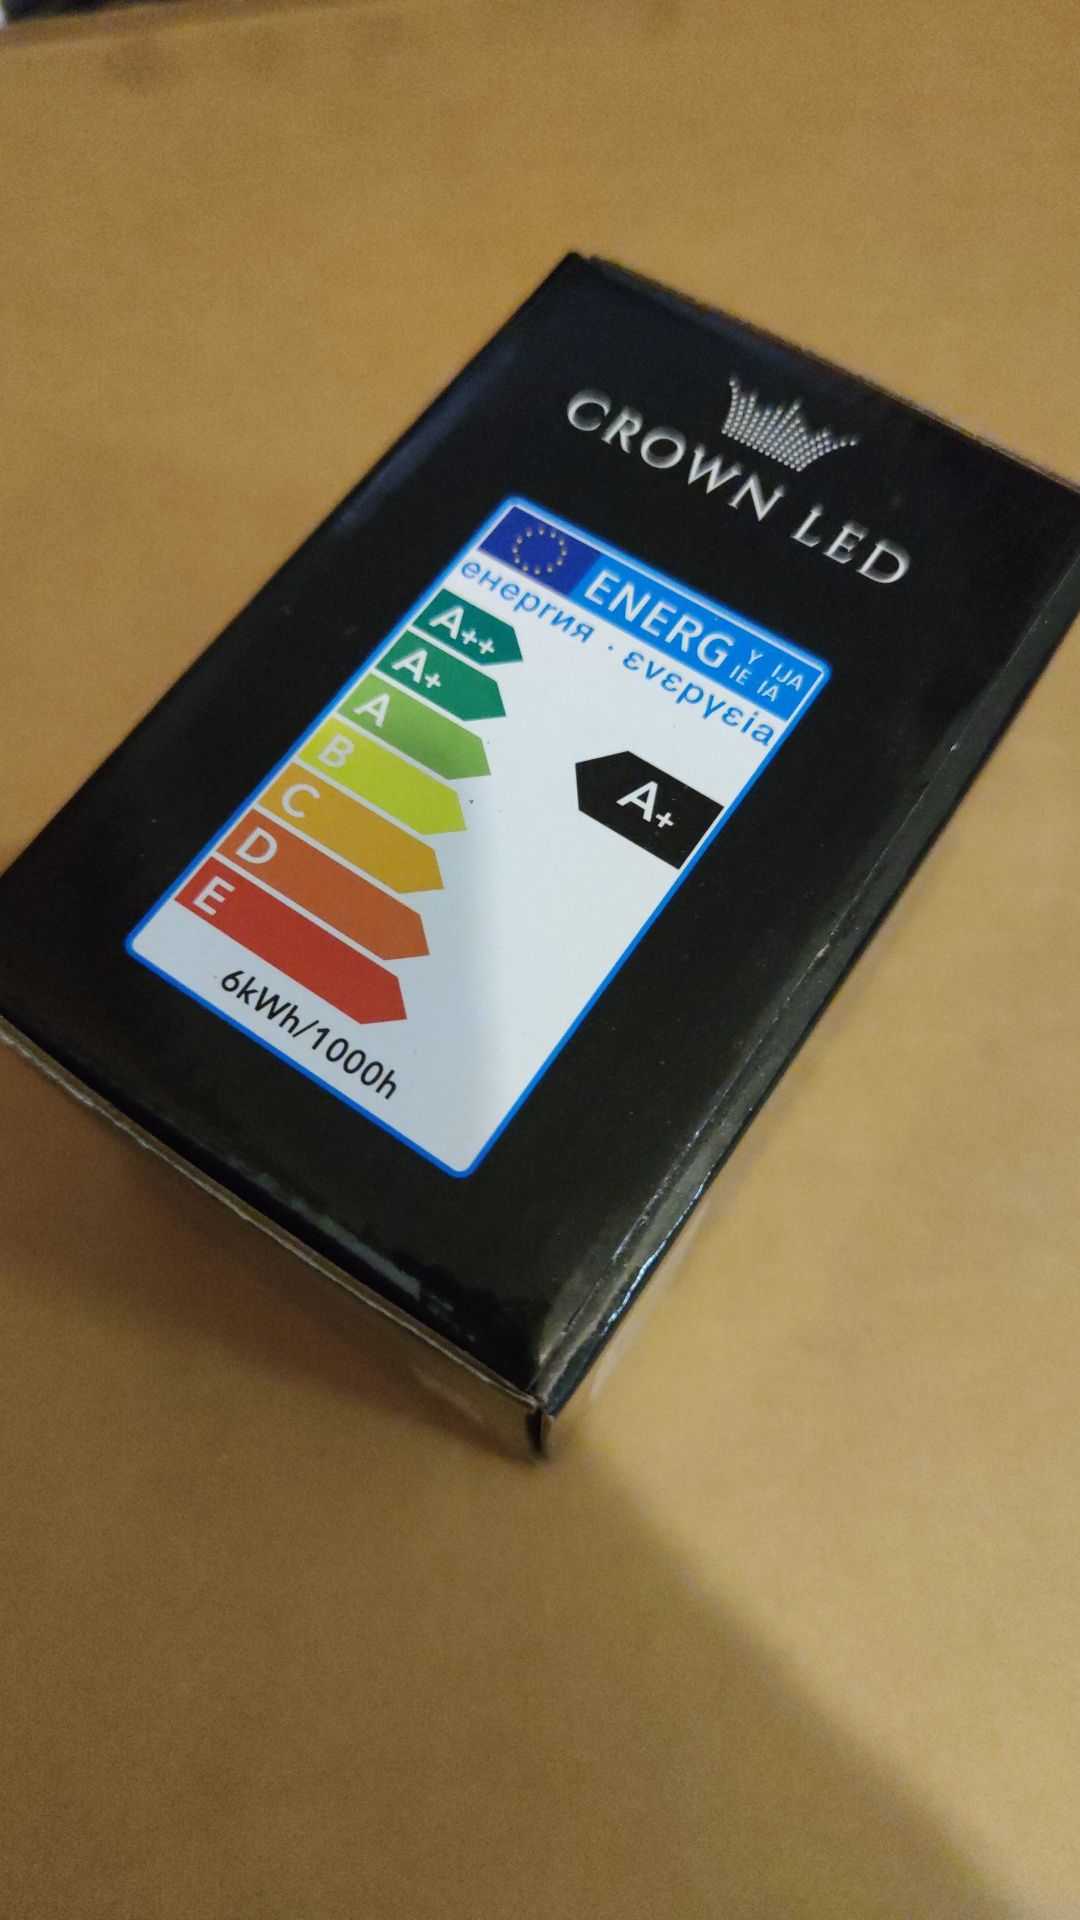 CROWN LED
ENERG Y IJA
IE IA
енергия · ενεργεια
A++
A+
A
B
C
D
E
A+
6kWh/1000h